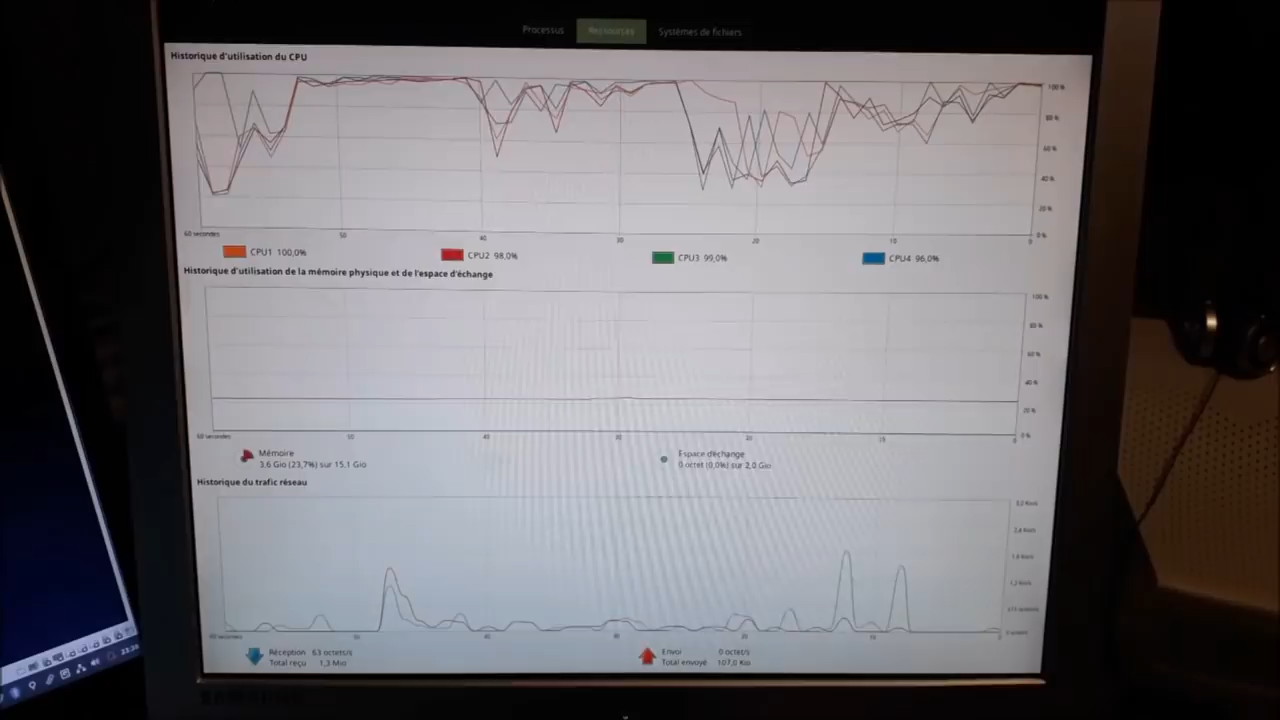 Processus Ressources Systèmes de fichiers
Historique d'utilisation du CPU
100 %
80 %
60 %
40 %
20 %
60 secondes 50 40 30 20 10 0 0 %
CPU1 100,0% CPU2 98,0% CPU3 99,0% CPU4 96,0%
Historique d'utilisation de la mémoire physique et de l'espace d'échange
100 %
80 %
60 %
40 %
20 %
0 %
60 secondes 50 40 30 20 10 0
Mémoire Espace d'échange
3,6 Gio (23,7%) sur 15,1 Gio 0 octet (0,0%) sur 2,0 Gio
Historique du trafic réseau
60 secondes 50 40 30 20 10 0
Réception 63 octets/s Envoi 0 octet/s
Total reçu 1,3 Mio Total envoyé 107,0 Kio